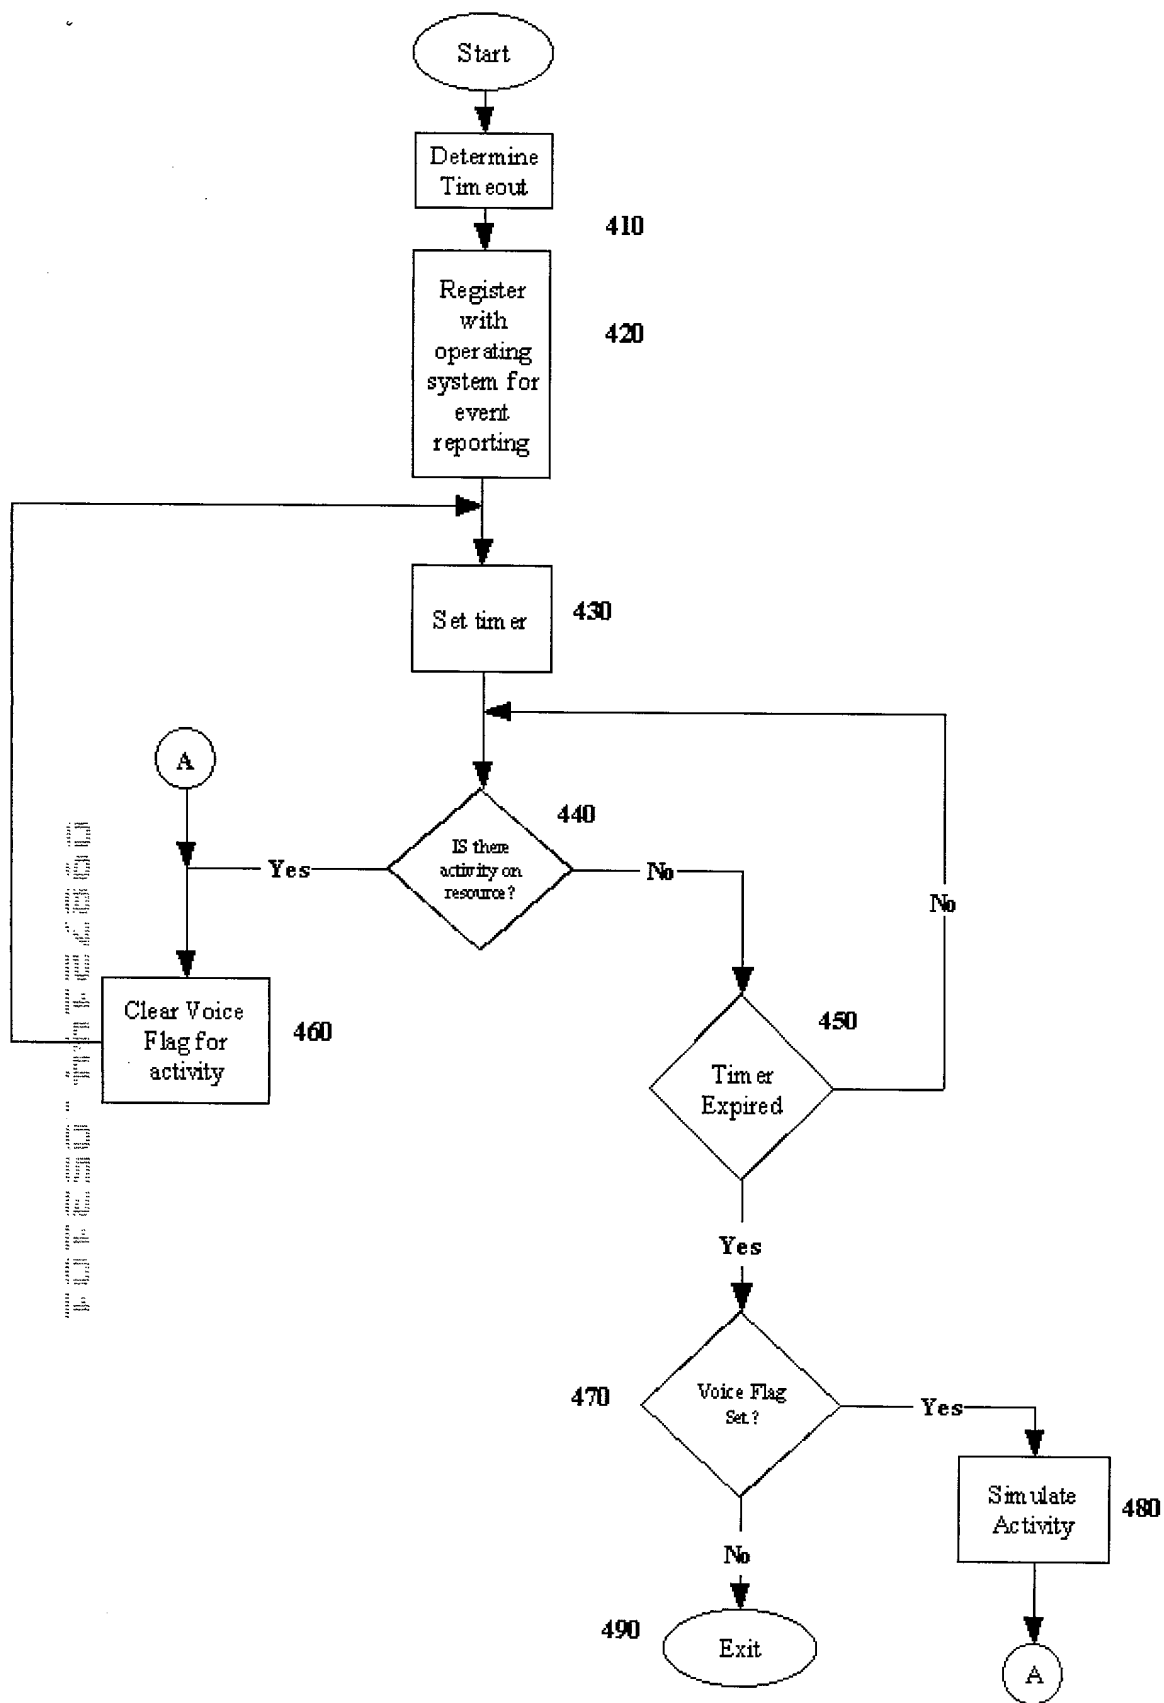 Start
Determine
Timeout
410
Register
with
operating
system for
event
reporting
420
Set timer
430
A
440
IS there
activity on
resource?
Yes
No
No
Clear Voice
Flag for
activity
460
450
Timer
Expired
Yes
470
Voice Flag
Set?
Yes
Simulate
Activity
480
No
490
Exit
A